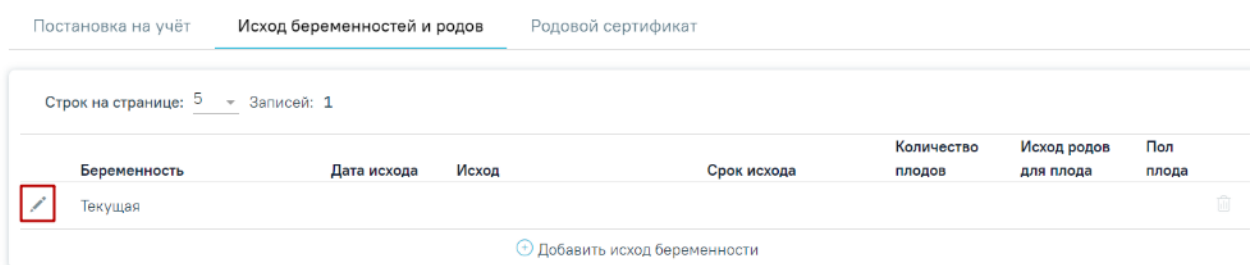 Постановка на учёт Исход беременностей и родов Родовой сертификат
Строк на странице: 5 Записей: 1
Беременность Дата исхода Исход Срок исхода Количество плодов Исход родов для плода Пол плода
Текущая
Добавить исход беременности